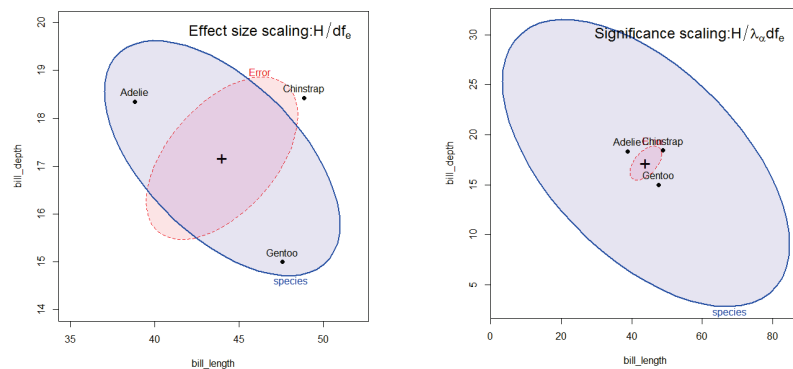 Effect size scaling:H/dfₑ
20
19
18
17
16
15
14
bill_depth
Error
Adelie
Chinstrap
Gentoo
species
35
40
45
50
bill_length
Significance scaling:H/λₐdfₑ
30
25
20
15
10
5
bill_depth
Adelie
Chinstrap
Gentoo
species
0
20
40
60
80
bill_length